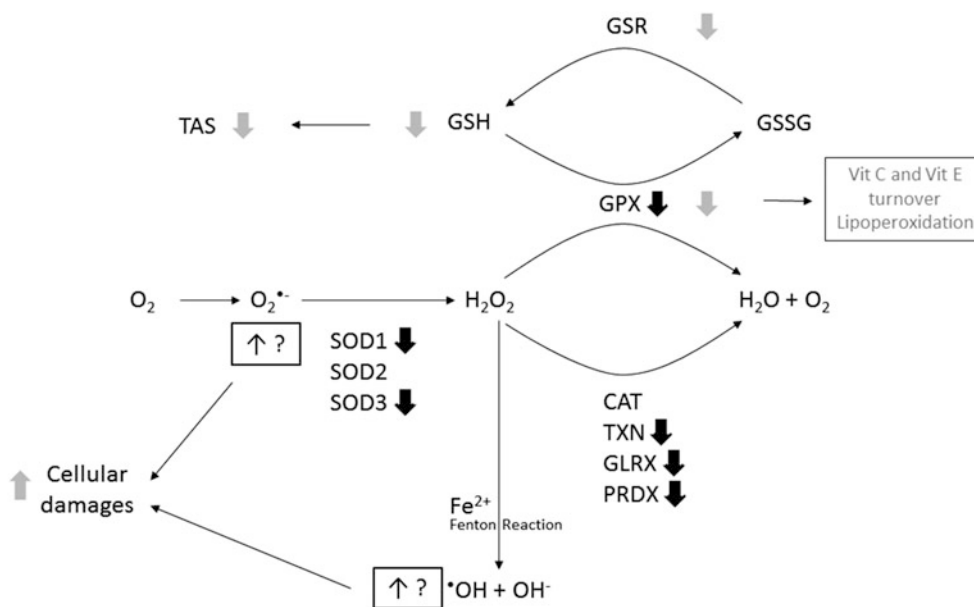 GSR
TAS
GSH
GSSG
GPX
Vit C and Vit E
turnover
Lipoperoxidation
O₂
O₂•-
H₂O₂
H₂O + O₂
↑ ?
SOD1
SOD2
SOD3
CAT
TXN
GLRX
PRDX
Cellular
damages
Fe²⁺
Fenton Reaction
↑ ?
•OH + OH⁻